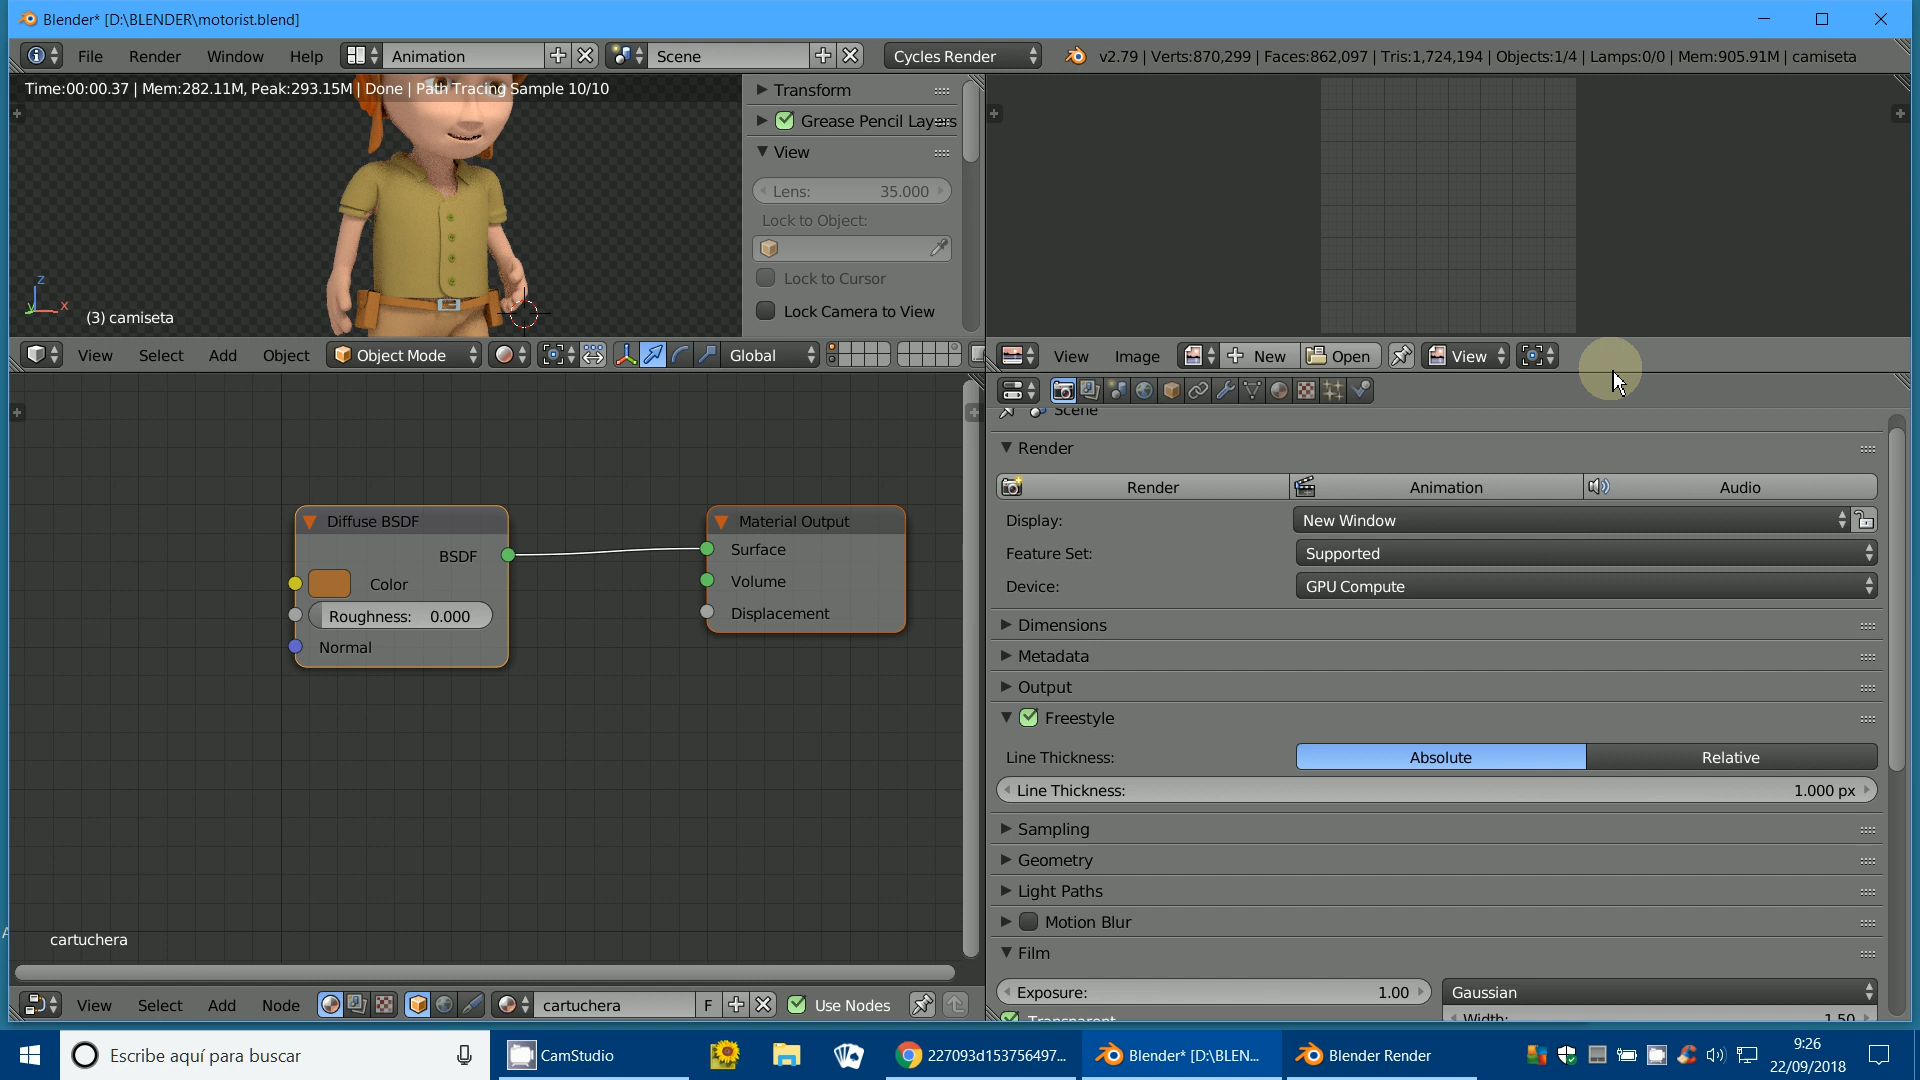 Blender* [D:\BLENDER\motorist.blend]
File Render Window Help Animation Scene Cycles Render v2.79 | Verts:870,299 | Faces:862,097 | Tris:1,724,194 | Objects:1/4 | Lamps:0/0 | Mem:905.91M | camiseta
Time:00:00.37 | Mem:282.11M, Peak:293.15M | Done | Path Tracing Sample 10/10
Transform
Grease Pencil Layers
View
Lens: 35.000
Lock to Object:
Lock to Cursor
Lock Camera to View
z
y
x
(3) camiseta
View Select Add Object Object Mode Global
View Image New Open View
Scene
Render
Render Animation Audio
Display: New Window
Feature Set: Supported
Device: GPU Compute
Dimensions
Metadata
Output
Freestyle
Line Thickness: Absolute Relative
Line Thickness: 1.000 px
Sampling
Geometry
Light Paths
Motion Blur
Film
Exposure: 1.00 Gaussian
Transparent Width: 1.50
Diffuse BSDF
BSDF
Color
Roughness: 0.000
Normal
Material Output
Surface
Volume
Displacement
cartuchera
View Select Add Node cartuchera F Use Nodes
Escribe aquí para buscar
CamStudio
227093d153756497...
Blender* [D:\BLEN...
Blender Render
9:26
22/09/2018